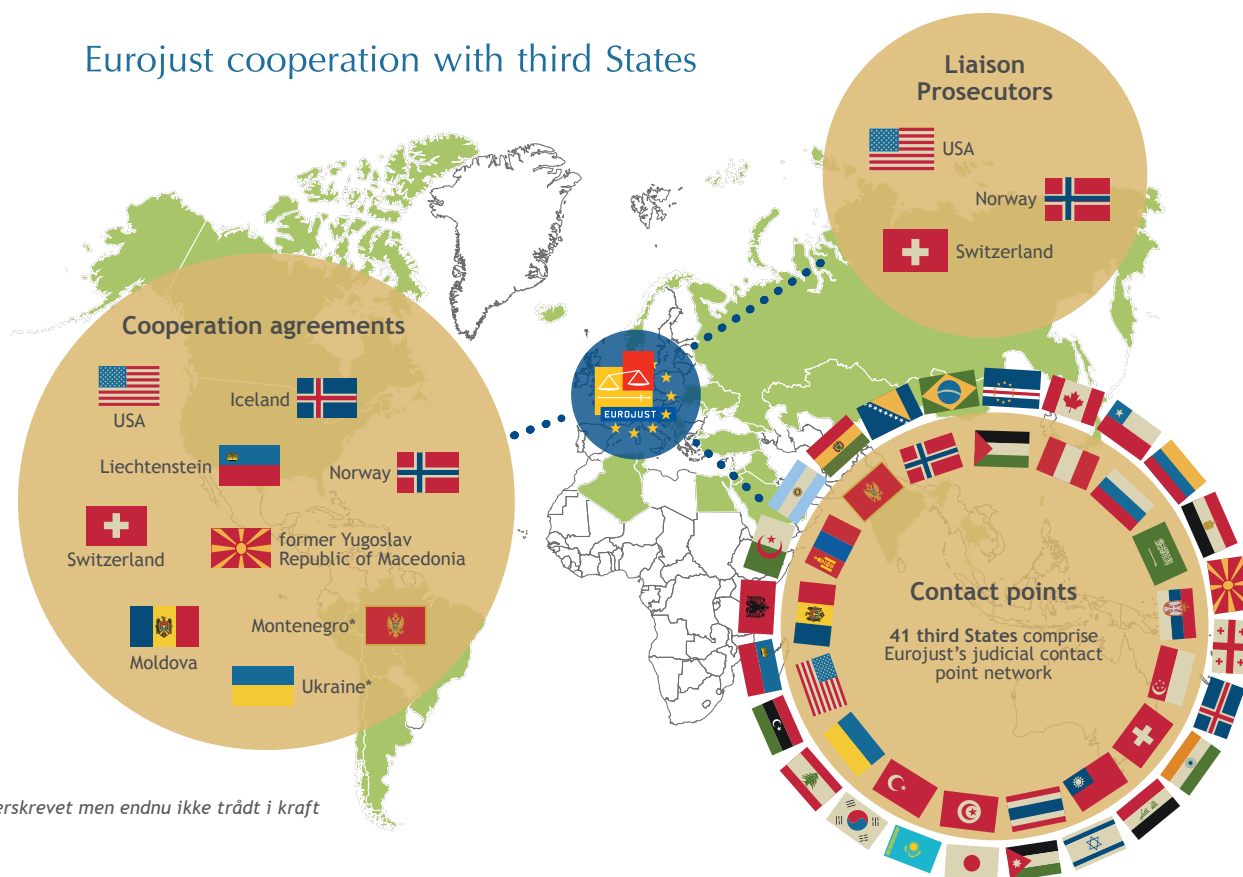 Eurojust cooperation with third States
Liaison
Prosecutors
USA
Norway
Switzerland
Cooperation agreements
USA
Iceland
Liechtenstein
Norway
Switzerland
former Yugoslav
Republic of Macedonia
Moldova
Montenegro*
Ukraine*
EUROJUST
Contact points
41 third States comprise
Eurojust's judicial contact
point network
erskrevet men endnu ikke trådt i kraft